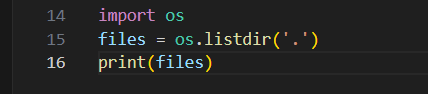 14 import os
15 files = os.listdir('.')
16 print(files)